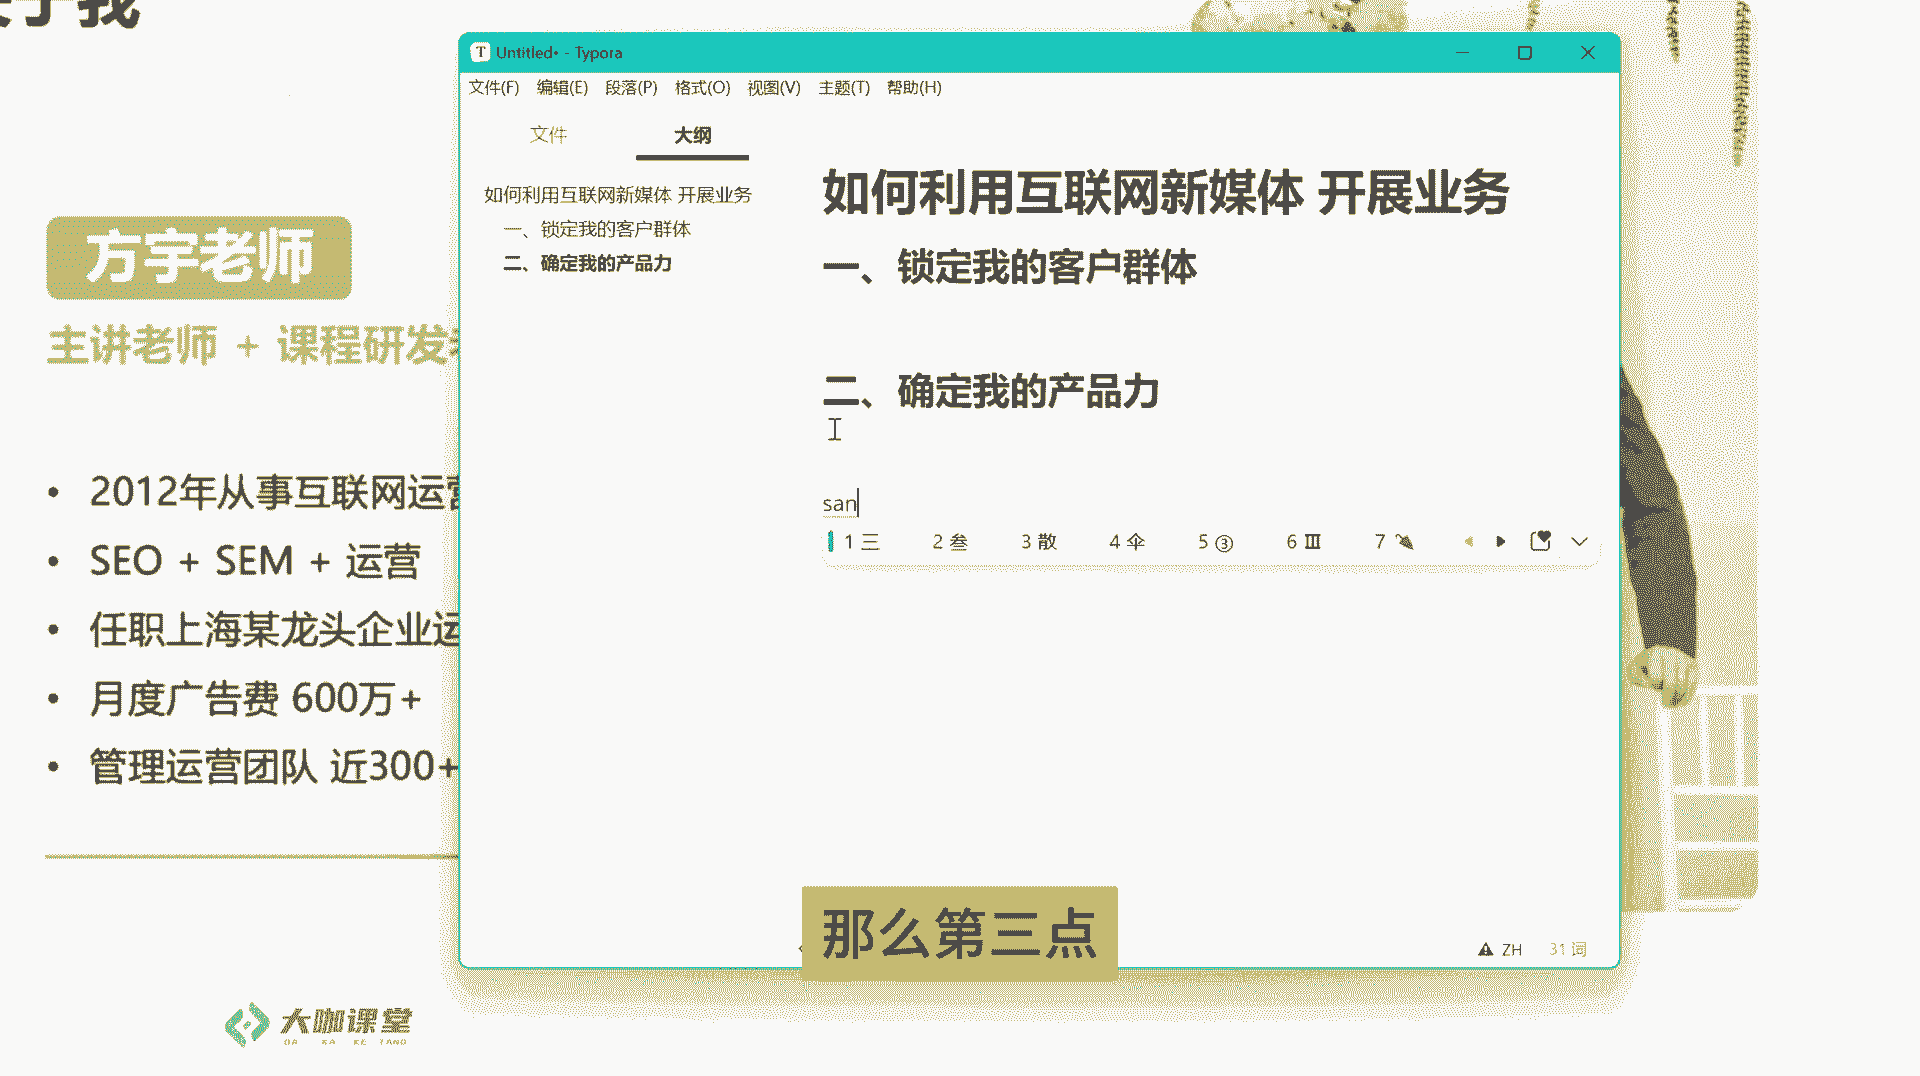 关于我
方宇老师
主讲老师 + 课程研发老
2012年从事互联网运营
SEO + SEM + 运营
任职上海某龙头企业运
月度广告费 600万+
管理运营团队 近300+
大咖课堂
DA KA KE TANG
Untitled• - Typora
文件(F) 编辑(E) 段落(P) 格式(O) 视图(V) 主题(T) 帮助(H)
文件 大纲
如何利用互联网新媒体 开展业务
一、锁定我的客户群体
二、确定我的产品力
如何利用互联网新媒体 开展业务
一、锁定我的客户群体
二、确定我的产品力
san
1 三 2 叁 3 散 4 伞 5 ③ 6 Ⅲ 7 🌂
那么第三点
ZH 31 词